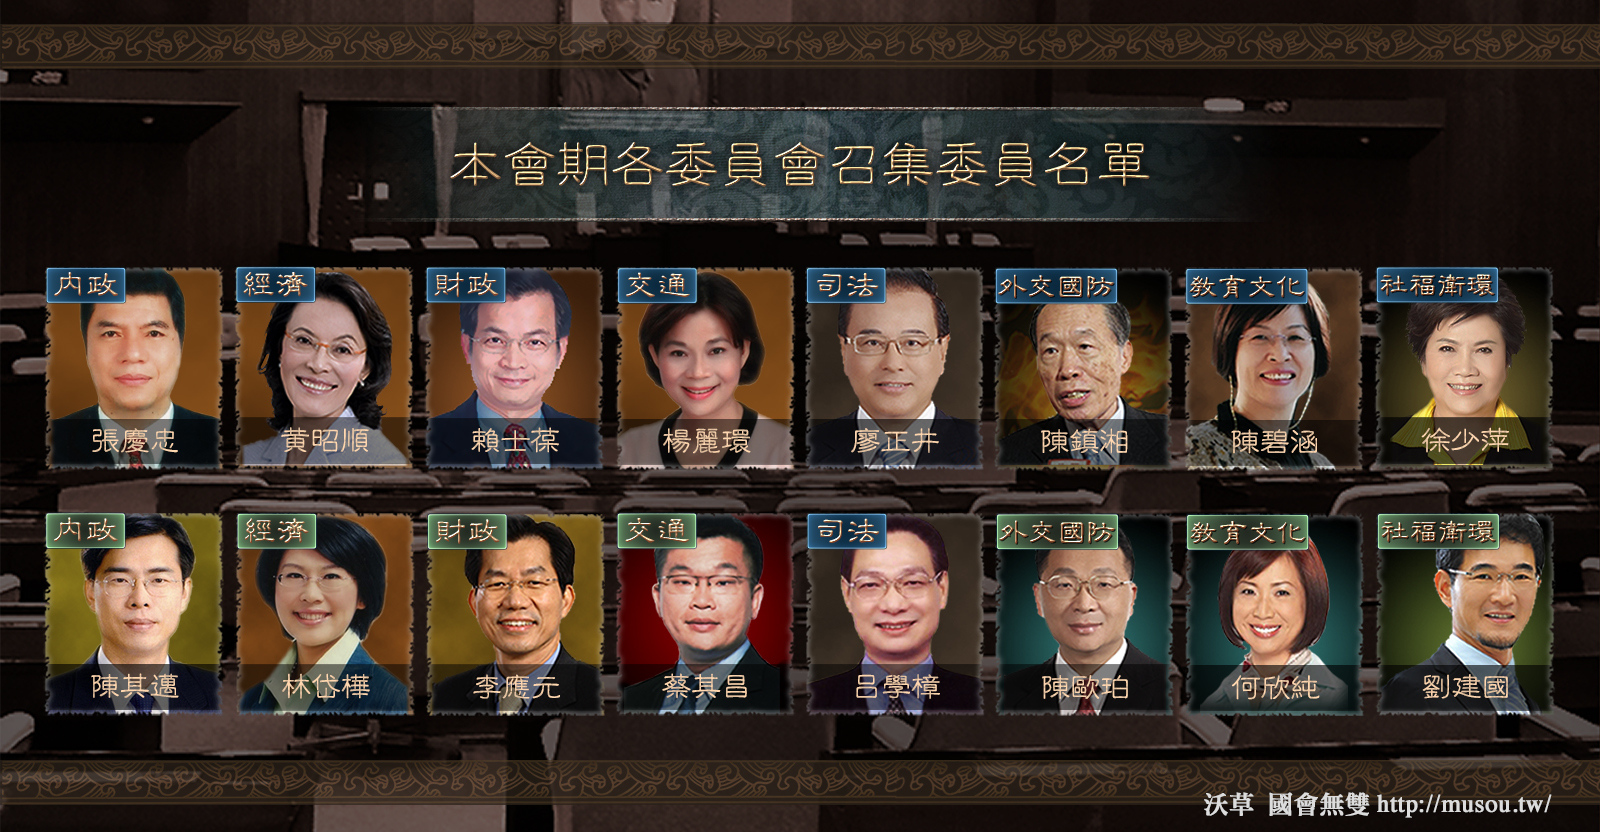 本會期各委員會召集委員名單
內政
經濟
財政
交通
司法
外交國防
教育文化
社福衛環
張慶忠
黃昭順
賴士葆
楊麗環
廖正井
陳鎮湘
陳碧涵
徐少萍
內政
經濟
財政
交通
司法
外交國防
教育文化
社福衛環
陳其邁
林岱樺
李應元
蔡其昌
呂學樟
陳歐珀
何欣純
劉建國
沃草 國會無雙 http://musou.tw/